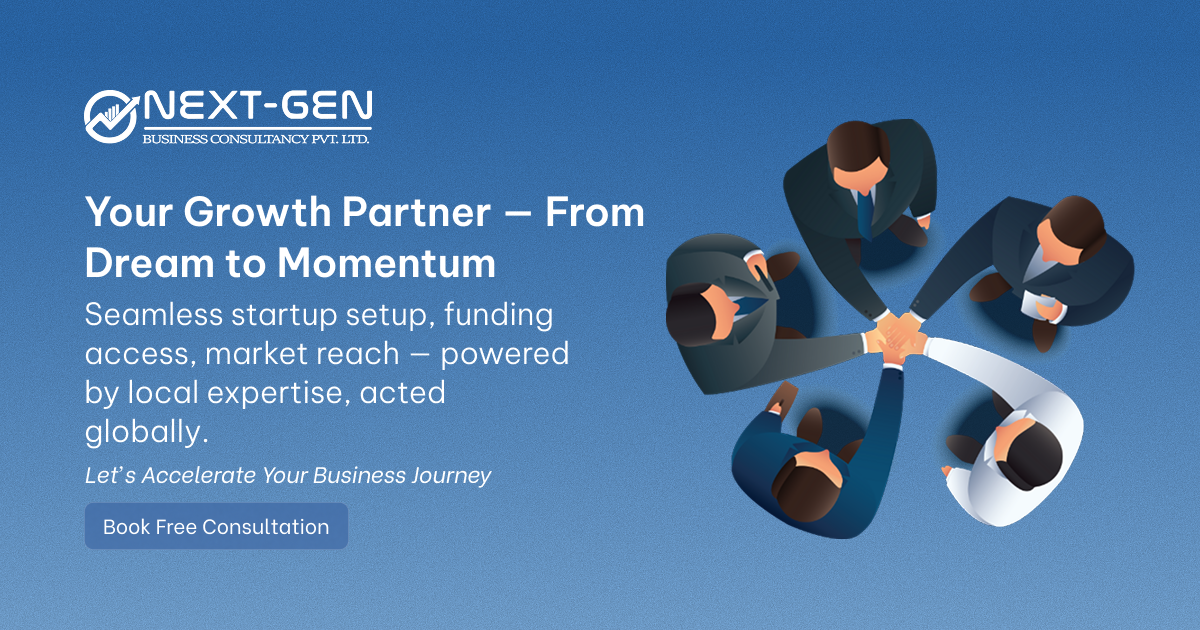 NEXT-GEN
BUSINESS CONSULTANCY PVT. LTD.
Your Growth Partner — From
Dream to Momentum
Seamless startup setup, funding
access, market reach — powered
by local expertise, acted
globally.
Let's Accelerate Your Business Journey
Book Free Consultation